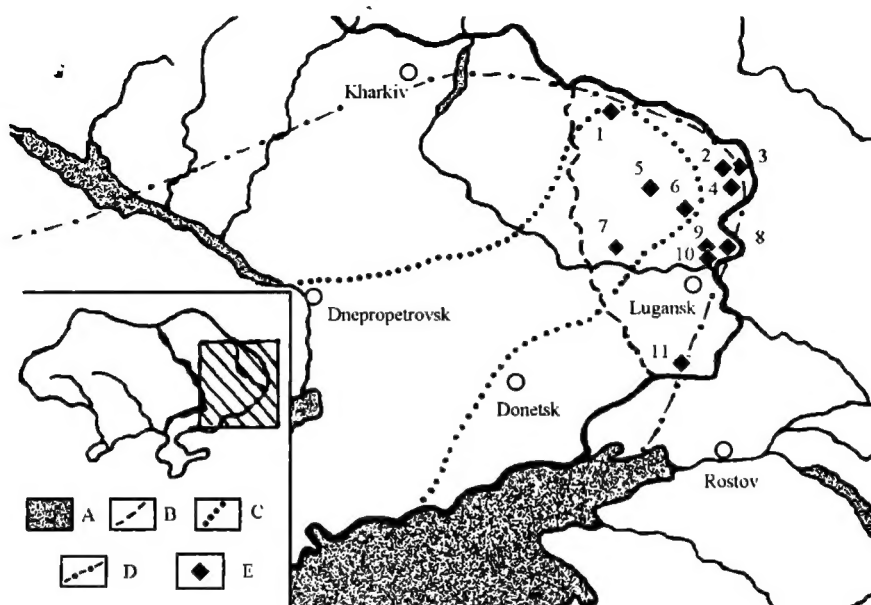 Kharkiv
1
2
3
5
6
4
7
9
8
10
Lugansk
Dnepropetrovsk
11
Donetsk
Rostov
A B C
D E